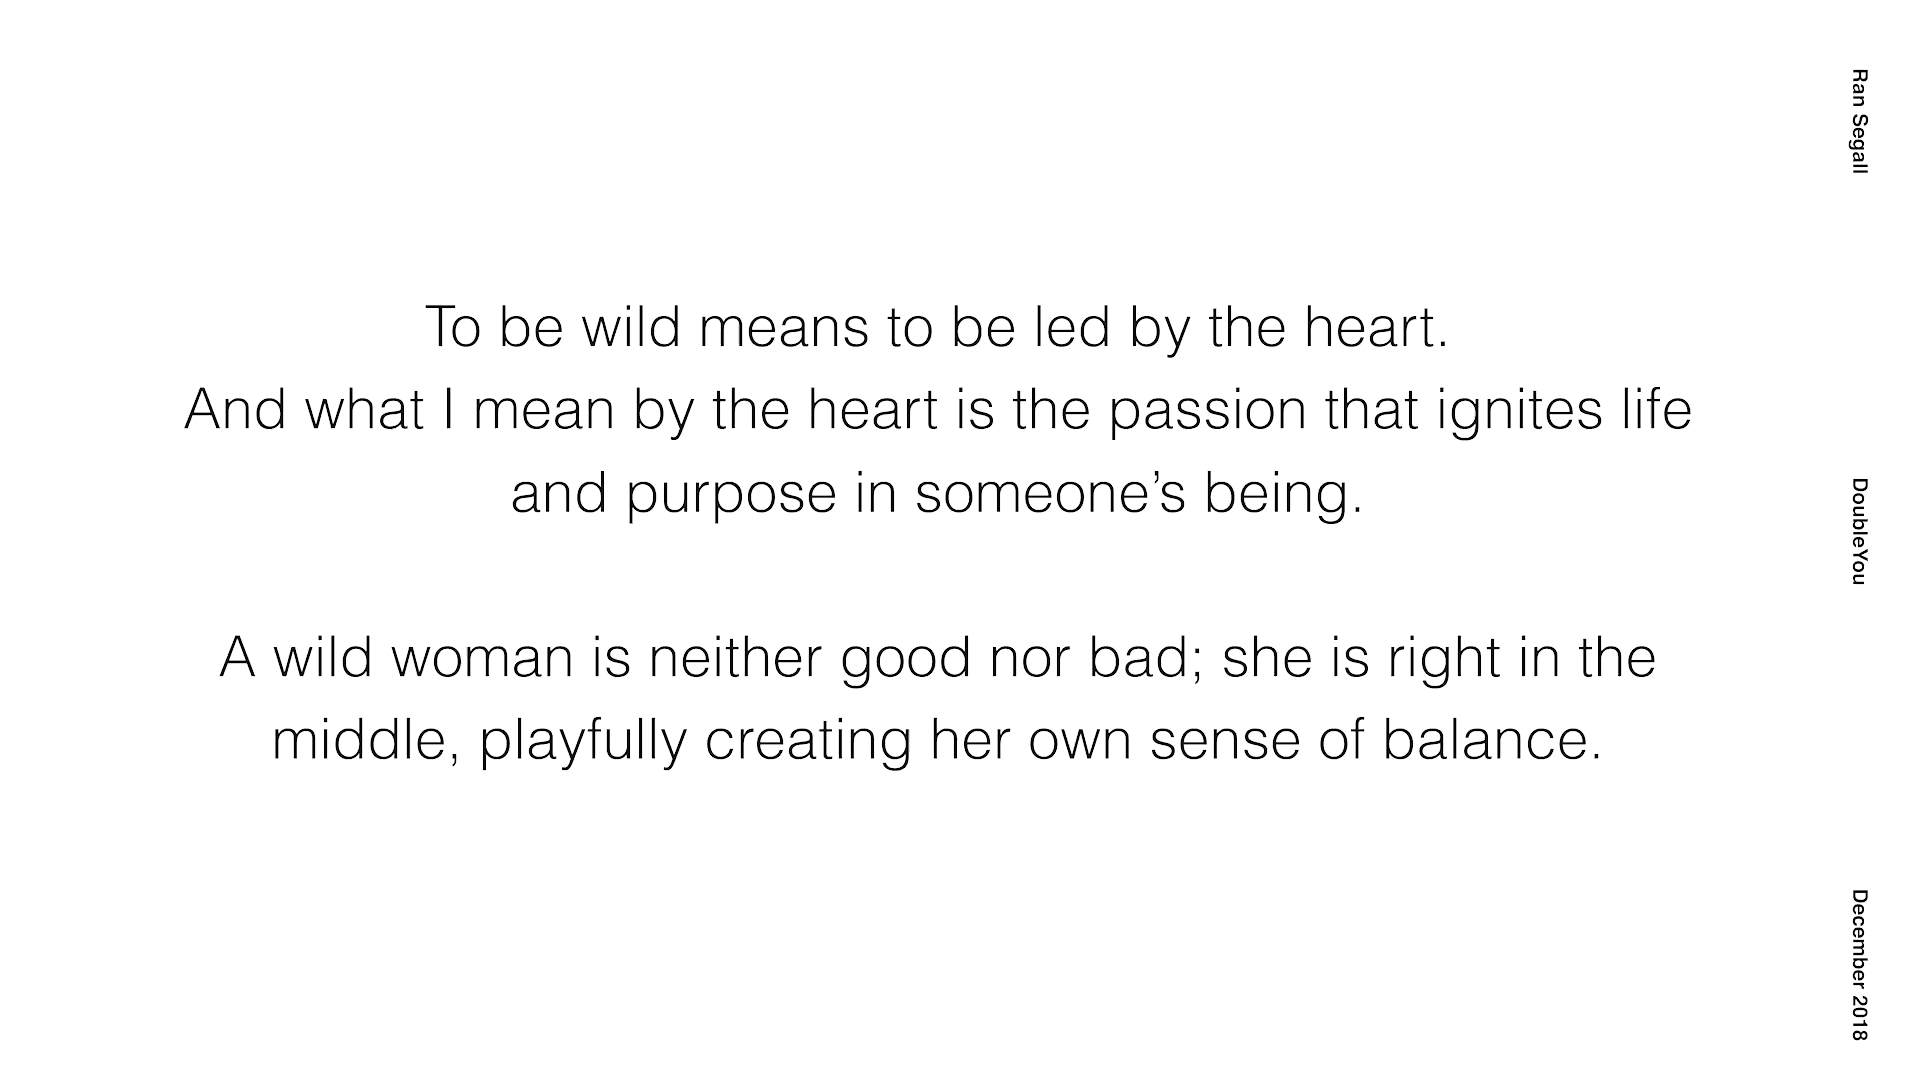 To be wild means to be led by the heart.
And what I mean by the heart is the passion that ignites life
and purpose in someone’s being.
A wild woman is neither good nor bad; she is right in the
middle, playfully creating her own sense of balance.
Ran Segall
DoubleYou
December 2018